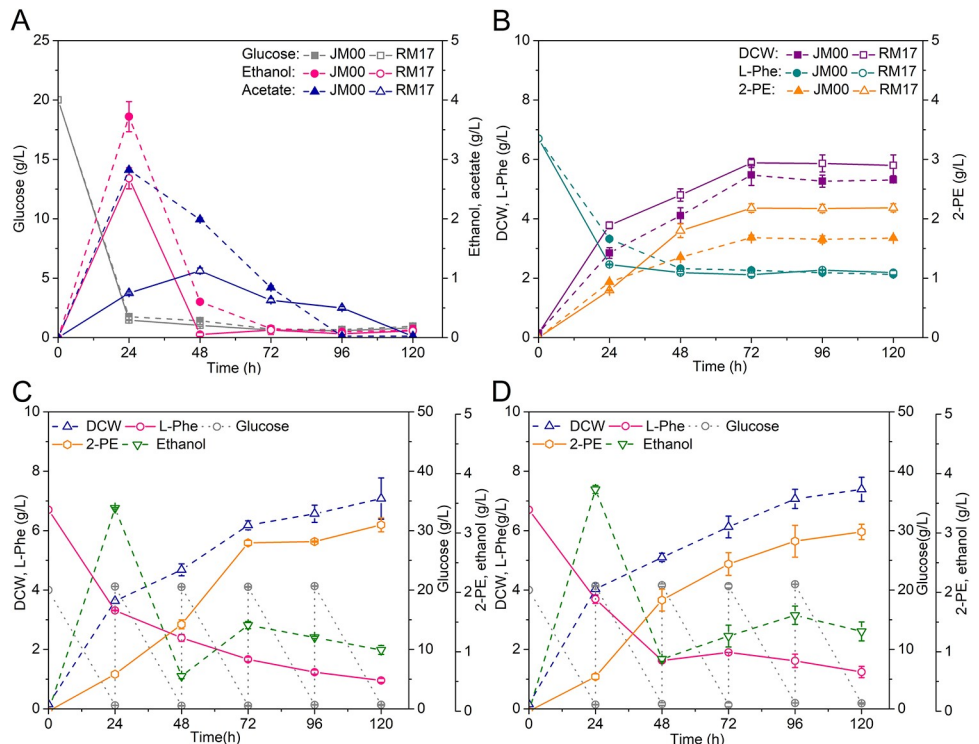 A
B
Glucose: JM00 RM17
Ethanol: JM00 RM17
Acetate: JM00 RM17
25
20
15
10
5
0
Glucose (g/L)
5
4
3
2
1
0
Ethanol, acetate (g/L)
0 24 48 72 96 120
Time (h)
DCW: JM00 RM17
L-Phe: JM00 RM17
2-PE: JM00 RM17
10
8
6
4
2
0
DCW, L-Phe (g/L)
5
4
3
2
1
0
2-PE (g/L)
0 24 48 72 96 120
Time (h)
C
D
DCW L-Phe Glucose
2-PE Ethanol
10
8
6
4
2
0
DCW, L-Phe (g/L)
50
40
30
20
10
0
Glucose (g/L)
5
4
3
2
1
0
2-PE, ethanol (g/L)
0 24 48 72 96 120
Time(h)
DCW L-Phe Glucose
2-PE Ethanol
10
8
6
4
2
0
DCW, L-Phe(g/L)
50
40
30
20
10
0
Glucose(g/L)
5
4
3
2
1
0
2-PE, ethanol (g/L)
0 24 48 72 96 120
Time (h)